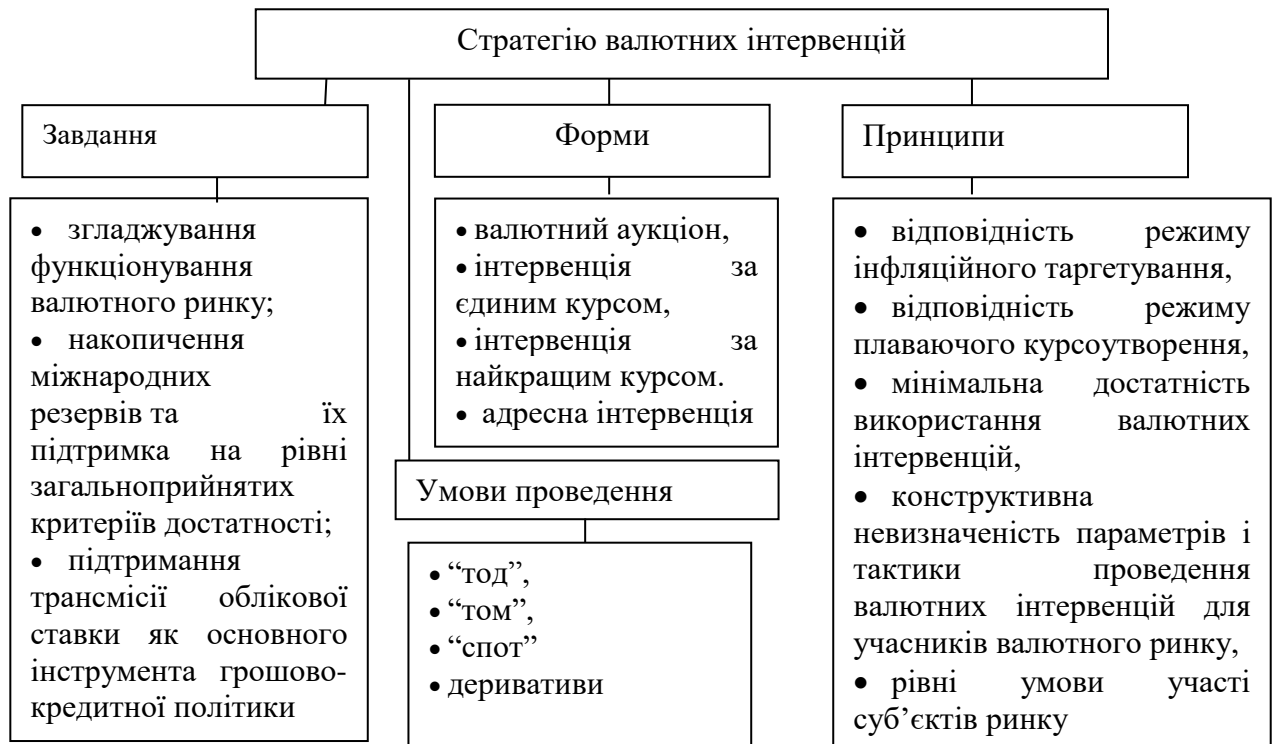 Стратегію валютних інтервенцій
Завдання
• згладжування
функціонування
валютного ринку;
• накопичення
міжнародних
резервів та їх
підтримка на рівні
загальноприйнятих
критеріїв достатності;
• підтримання
трансмісії облікової
ставки як основного
інструмента грошово-
кредитної політики
Форми
• валютний аукціон,
• інтервенція за
єдиним курсом,
• інтервенція за
найкращим курсом.
• адресна інтервенція
Умови проведення
• “тод”,
• “том”,
• “спот”
• деривативи
Принципи
• відповідність режиму
інфляційного таргетування,
• відповідність режиму
плаваючого курсоутворення,
• мінімальна достатність
використання валютних
інтервенцій,
• конструктивна
невизначеність параметрів і
тактики проведення
валютних інтервенцій для
учасників валютного ринку,
• рівні умови участі
суб’єктів ринку